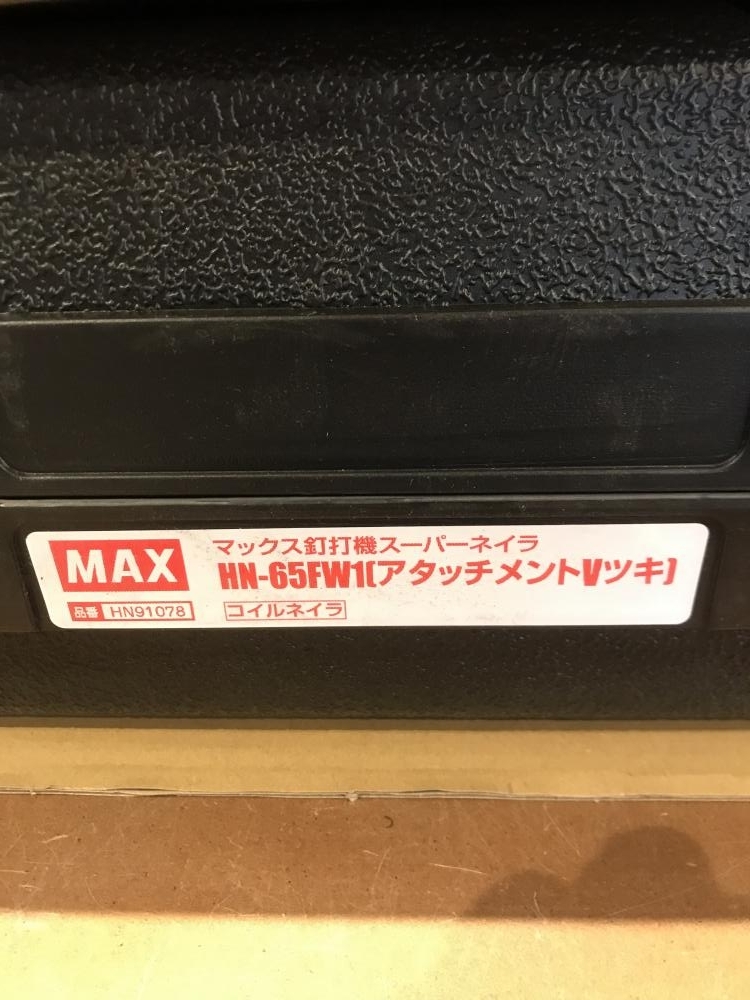 MAX
マックス釘打機スーパーネイラ
HN-65FW1(アタッチメントVツキ)
品番 HN91078
コイルネイラ